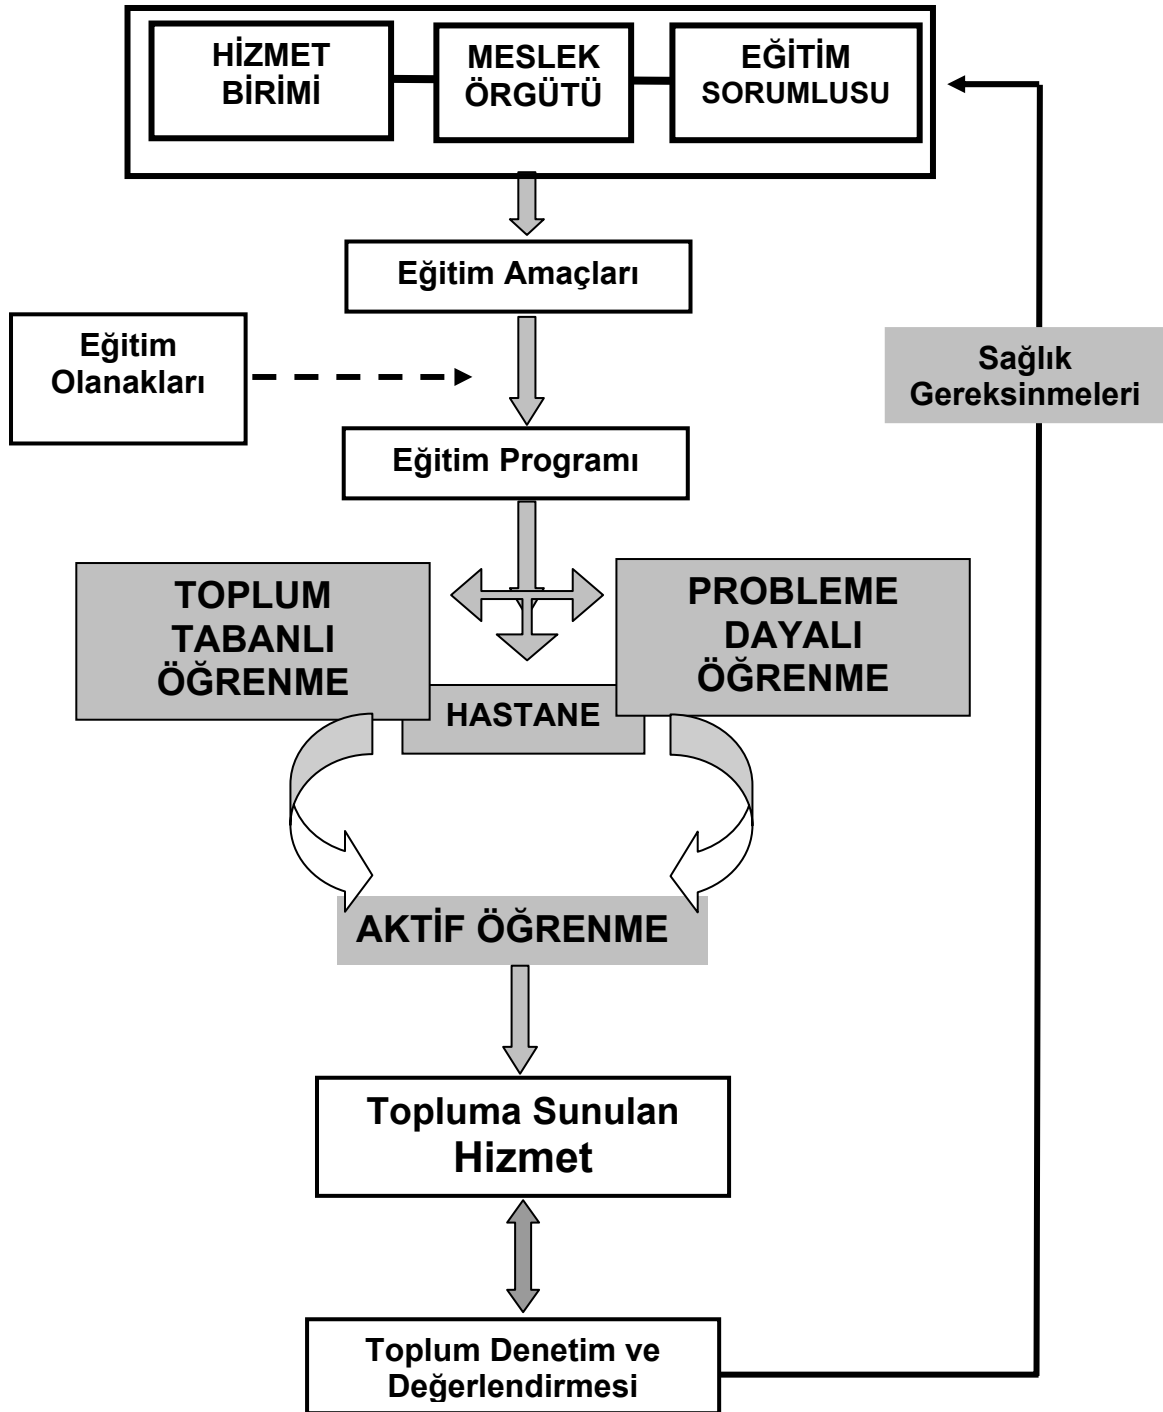 HİZMET
BİRİMİ
MESLEK
ÖRGÜTÜ
EĞİTİM
SORUMLUSU
Eğitim Amaçları
Eğitim
Olanakları
Sağlık
Gereksinmeleri
Eğitim Programı
TOPLUM
TABANLI
ÖĞRENME
PROBLEME
DAYALI
ÖĞRENME
HASTANE
AKTİF ÖĞRENME
Topluma Sunulan
Hizmet
Toplum Denetim ve
Değerlendirmesi